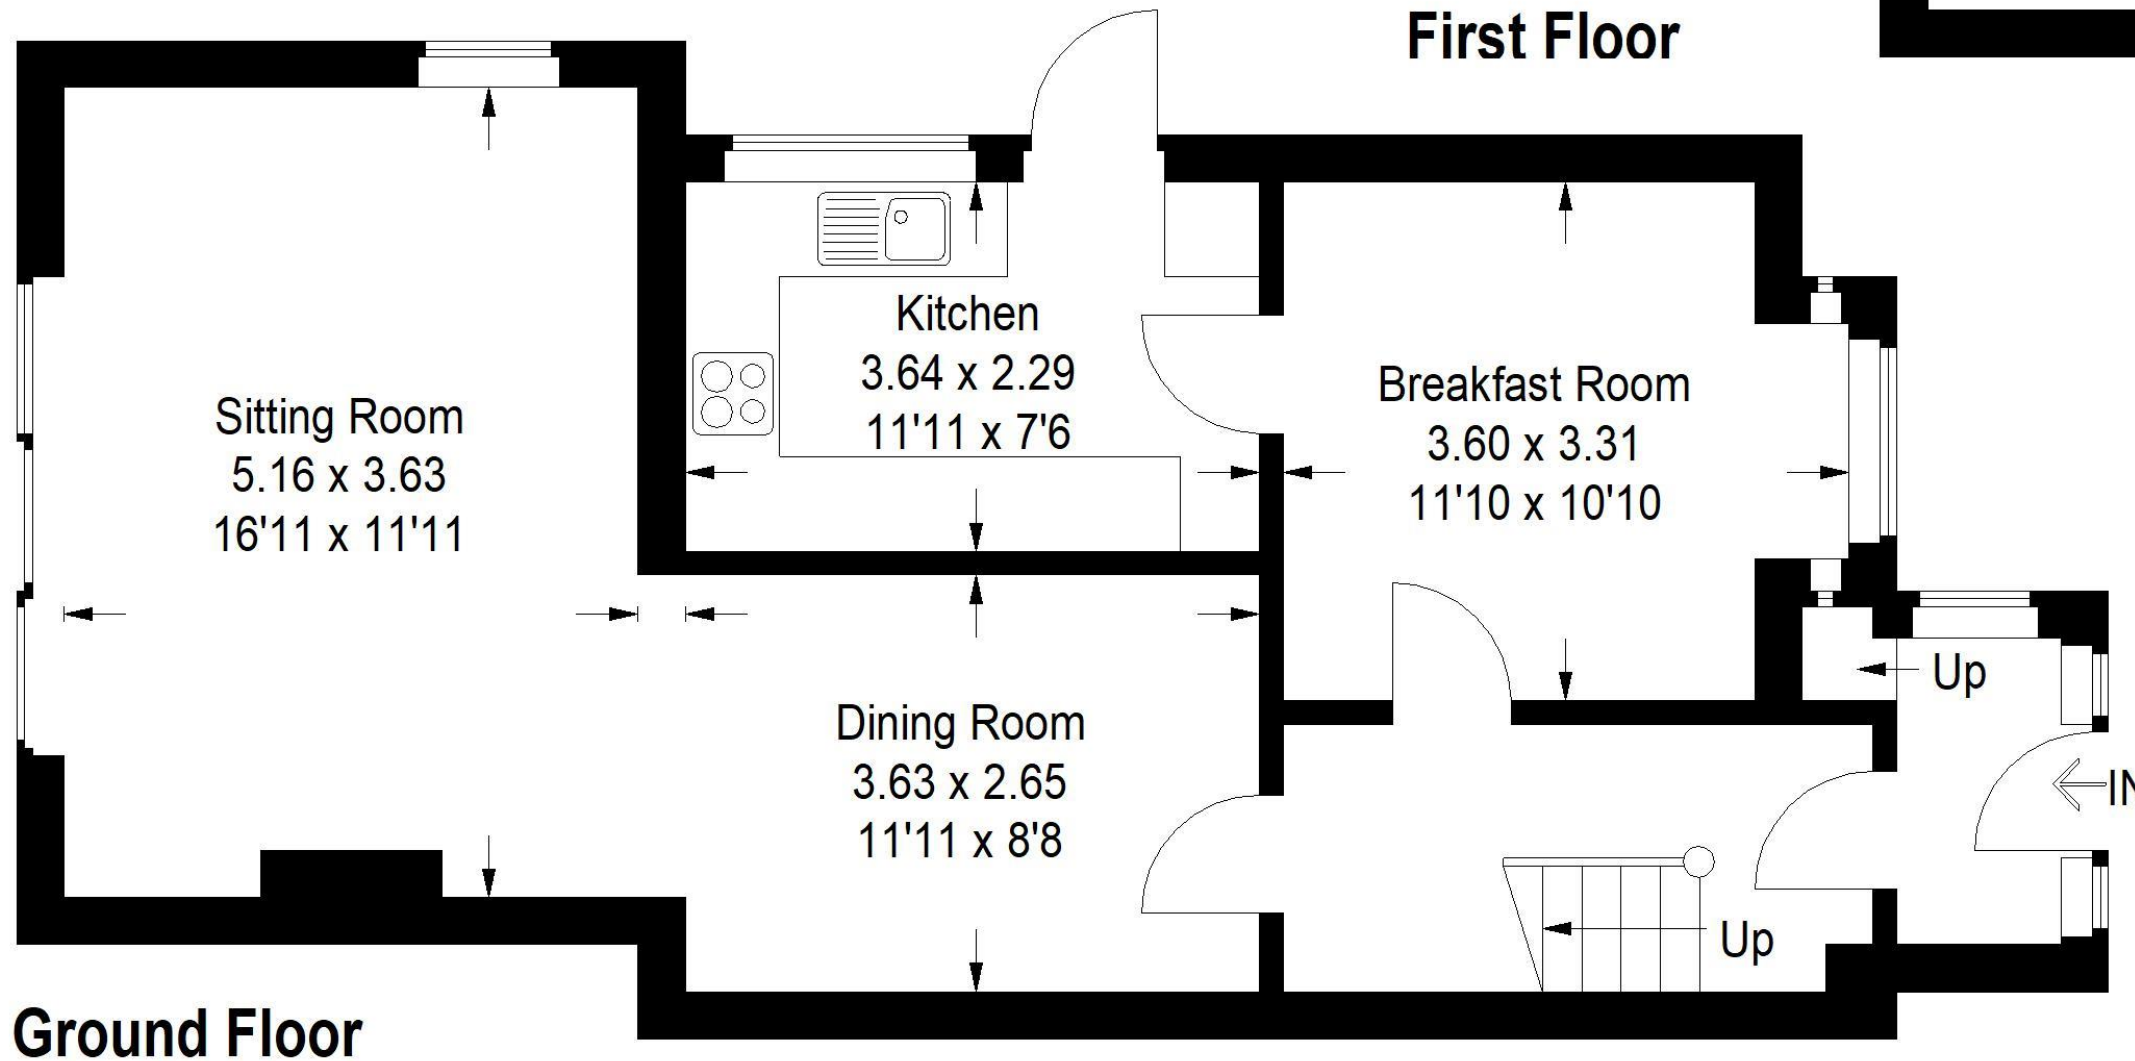 First Floor
Kitchen
3.64 x 2.29
11'11 x 7'6
Sitting Room
5.16 x 3.63
16'11 x 11'11
Breakfast Room
3.60 x 3.31
11'10 x 10'10
Up
Dining Room
3.63 x 2.65
11'11 x 8'8
IN
Up
Ground Floor